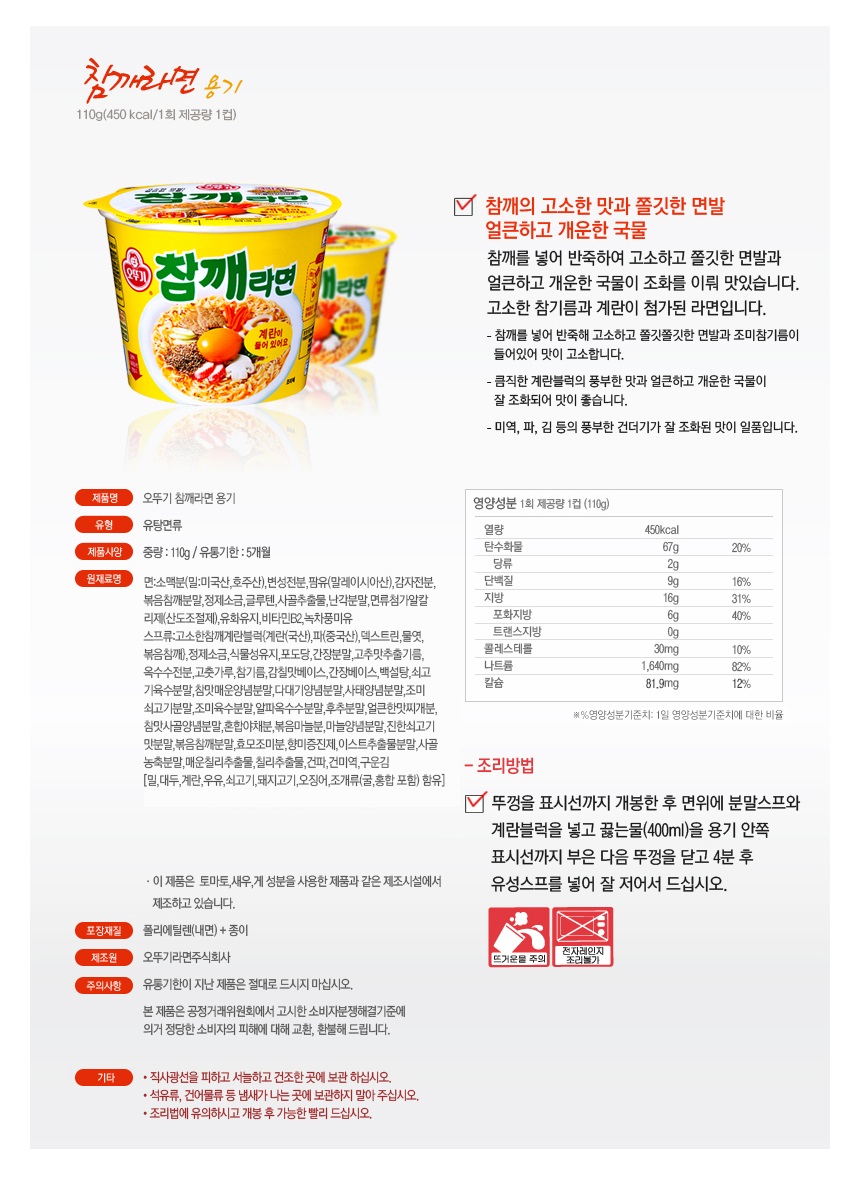 참깨라면 용기
110g(450 kcal/1회 제공량 1컵)
오뚜기
참깨라면
계란이
들어 있어요
참깨의 고소한 맛과 쫄깃한 면발
얼큰하고 개운한 국물
참깨를 넣어 반죽하여 고소하고 쫄깃한 면발과
얼큰하고 개운한 국물이 조화를 이뤄 맛있습니다.
고소한 참기름과 계란이 첨가된 라면입니다.
- 참깨를 넣어 반죽해 고소하고 쫄깃쫄깃한 면발과 조미참기름이
들어있어 맛이 고소합니다.
- 큼직한 계란블럭의 풍부한 맛과 얼큰하고 개운한 국물이
잘 조화되어 맛이 좋습니다.
- 미역, 파, 김 등의 풍부한 건더기가 잘 조화된 맛이 일품입니다.
제품명 오뚜기 참깨라면 용기
유형 유탕면류
제품사양 중량 : 110g / 유통기한 : 5개월
원재료명 면:소맥분(밀:미국산,호주산),변성전분,팜유(말레이시아산),감자전분,
볶음참깨분말,정제소금,글루텐,사골추출물,난각분말,면류첨가알칼
리제(산도조절제),유화유지,비타민B2,녹차풍미유
스프류:고소한참깨계란블럭(계란(국산),파(중국산),덱스트린,물엿,
볶음참깨),정제소금,식물성유지,포도당,간장분말,고추맛추출기름,
옥수수전분,고춧가루,참기름,감칠맛베이스,간장베이스,백설탕,쇠고
기육수분말,참맛매운양념분말,다대기양념분말,사태양념분말,조미
쇠고기분말,조미육수분말,알파옥수수분말,후추분말,얼큰한맛찌개분,
참맛사골양념분말,혼합야채분,볶음마늘분,마늘양념분말,진한쇠고기
맛분말,볶음참깨분말,효모조미분,향미증진제,이스트추출물분말,사골
농축분말,매운칠리추출물,칠리추출물,건파,건미역,구운김
[밀,대두,계란,우유,쇠고기,돼지고기,오징어,조개류(굴,홍합 포함) 함유]
· 이 제품은 토마토,새우,게 성분을 사용한 제품과 같은 제조시설에서
제조하고 있습니다.
포장재질 폴리에틸렌(내면) + 종이
제조원 오뚜기라면주식회사
주의사항 유통기한이 지난 제품은 절대로 드시지 마십시오.
본 제품은 공정거래위원회에서 고시한 소비자분쟁해결기준에
의거 정당한 소비자의 피해에 대해 교환, 환불해 드립니다.
기타 • 직사광선을 피하고 서늘하고 건조한 곳에 보관 하십시오.
• 석유류, 건어물류 등 냄새가 나는 곳에 보관하지 말아 주십시오.
• 조리법에 유의하시고 개봉 후 가능한 빨리 드십시오.
영양성분 1회 제공량 1컵 (110g)
열량 450kcal
탄수화물 67g 20%
당류 2g
단백질 9g 16%
지방 16g 31%
포화지방 6g 40%
트랜스지방 0g
콜레스테롤 30mg 10%
나트륨 1,640mg 82%
칼슘 81.9mg 12%
※%영양성분기준치: 1일 영양성분기준치에 대한 비율
- 조리방법
뚜껑을 표시선까지 개봉한 후 면위에 분말스프와
계란블럭을 넣고 끓는물(400ml)을 용기 안쪽
표시선까지 부은 다음 뚜껑을 닫고 4분 후
유성스프를 넣어 잘 저어서 드십시오.
뜨거운물 주의
전자레인지
조리불가